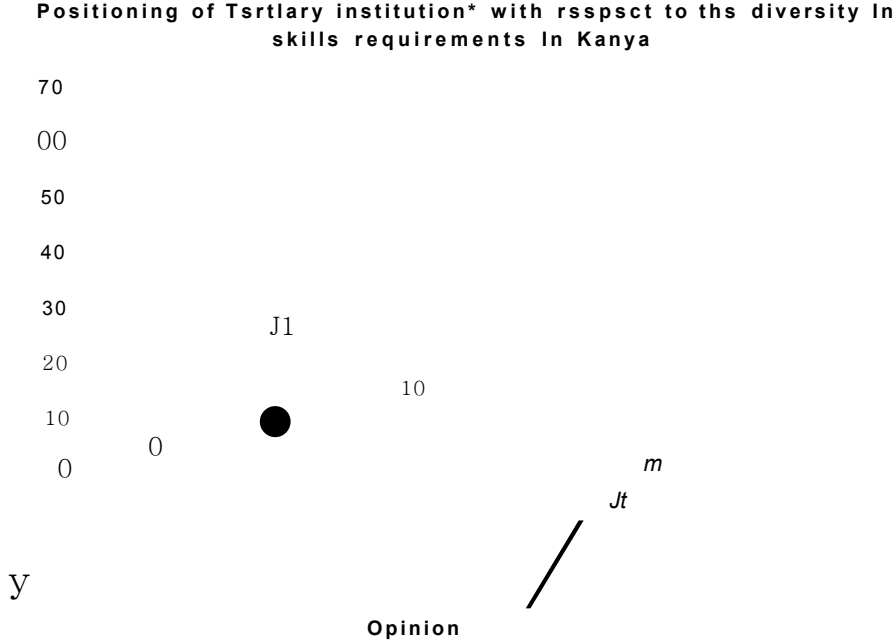 Positioning of Tsrtlary institution* with rsspsct to ths diversity In
skills requirements In Kanya
70
00
50
40
30
J1
20
10
10
0
0
m
Jt
y
Opinion